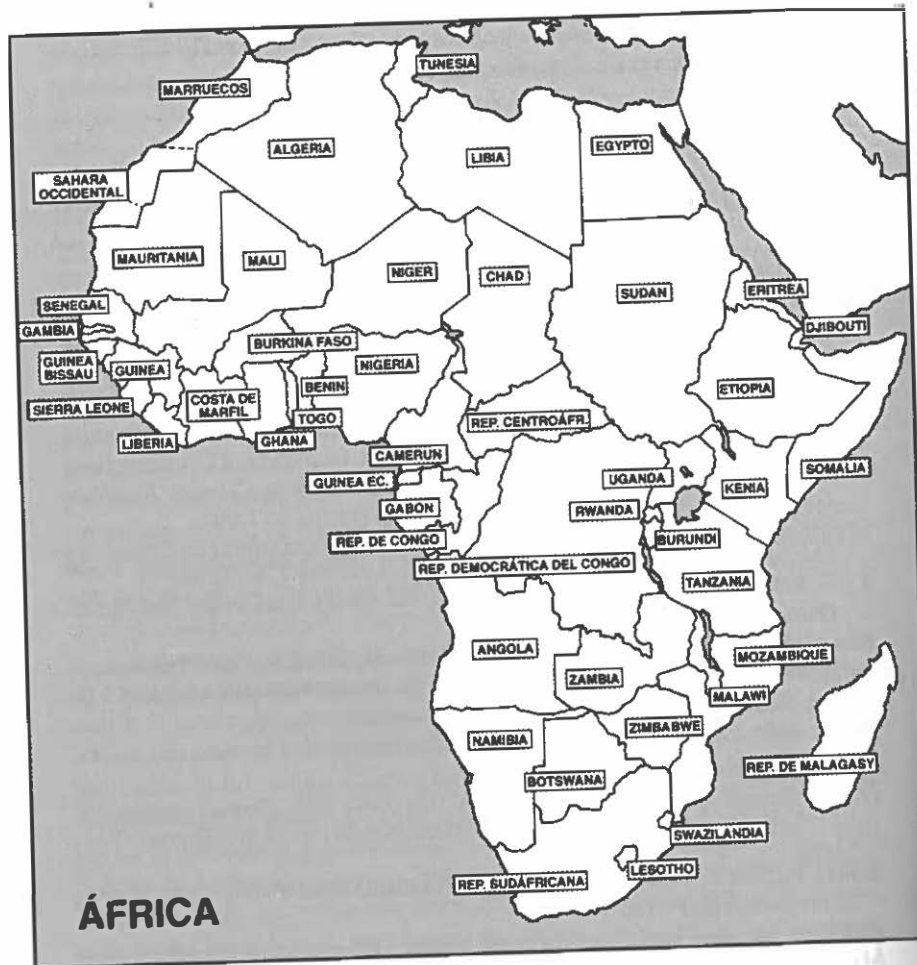 TUNESIA
MARRUECOS
ALGERIA
LIBIA
EGYPTO
SAHARA
OCCIDENTAL
MAURITANIA
MALI
NIGER
CHAD
SUDAN
ERITREA
SENEGAL
GAMBIA
DJIBOUTI
BURKINA FASO
GUINEA
BISSAU
GUINEA
NIGERIA
BENIN
ETIOPIA
COSTA DE
MARFIL
SIERRA LEONE
TOGO
REP. CENTROÁFR.
LIBERIA
GHANA
CAMERUN
GUINEA EC.
UGANDA
KENIA
SOMALIA
GABON
RWANDA
REP. DE CONGO
BURUNDI
REP. DEMOCRÁTICA DEL CONGO
TANZANIA
ANGOLA
MOZAMBIQUE
ZAMBIA
MALAWI
NAMIBIA
ZIMBABWE
BOTSWANA
REP. DE MALAGASY
SWAZILANDIA
LESOTHO
REP. SUDÁFRICANA
ÁFRICA